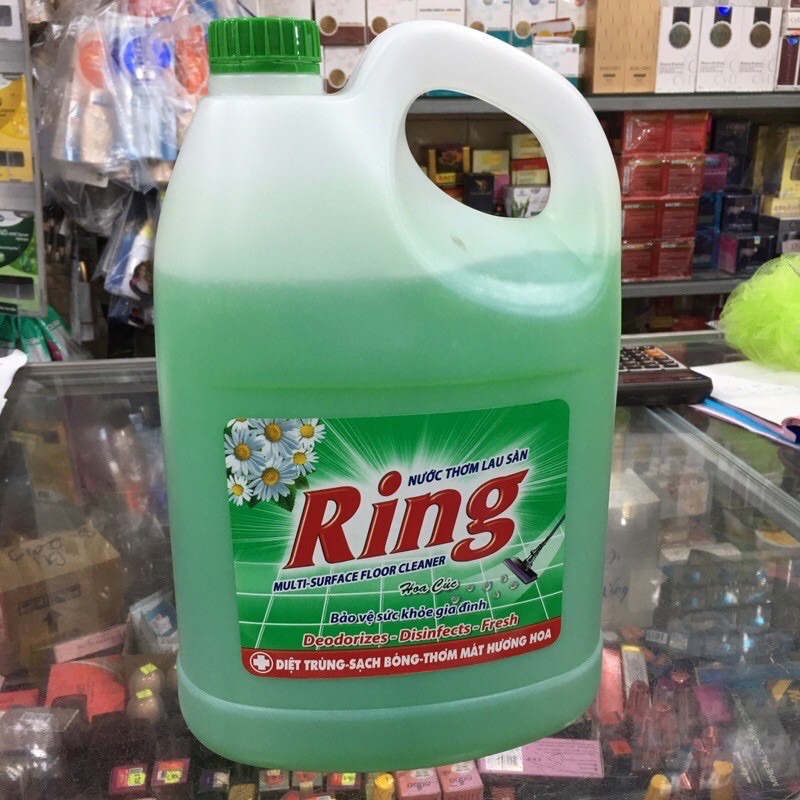 NƯỚC THƠM LAU SÀN
Ring
MULTI-SURFACE FLOOR CLEANER
Hoa Cúc
Bảo vệ sức khỏe gia đình
Deodorizes - Disinfects - Fresh
DIỆT TRÙNG-SẠCH BÓNG-THƠM MÁT HƯƠNG HOA